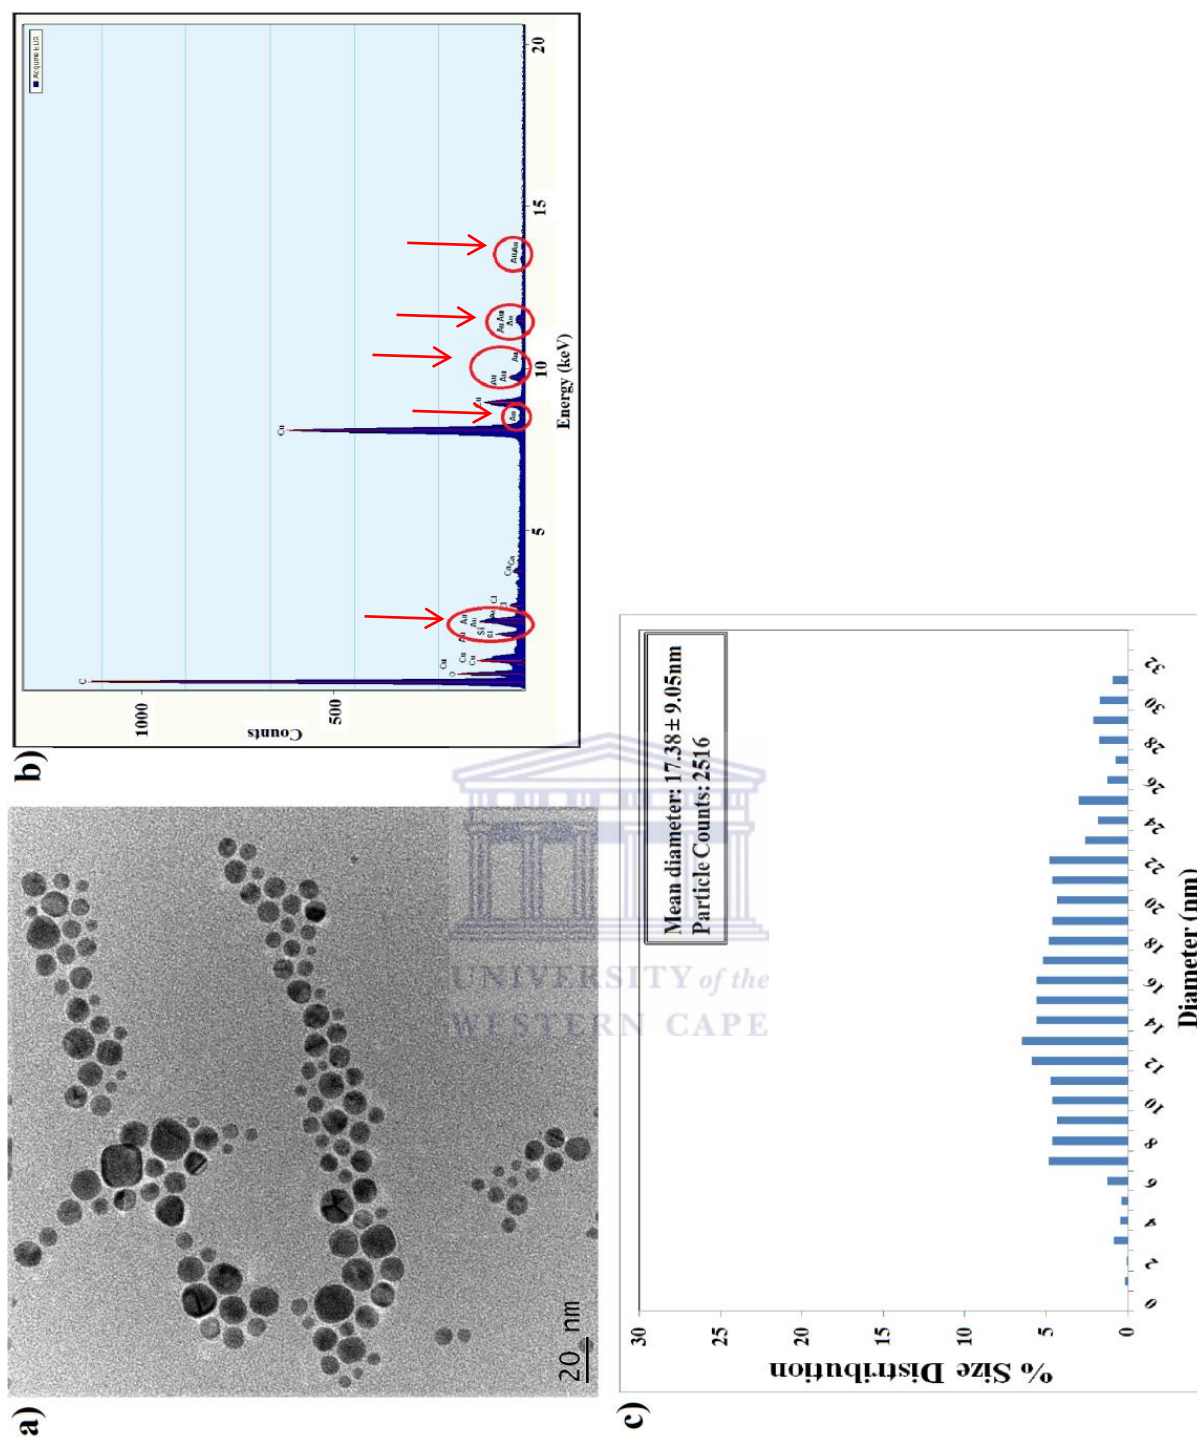 a)
20 nm
b)
Acquire EDX
1000
500
Counts
C
O
Cu
Cu
Cu
Au
Si
Si
Au
Au
Au
Cl
Cl
Ca
Ca
Cu
Au
Cu
Au
Au
Au
Au
Au
Au
Au
Au
5
10
15
20
Energy (keV)
c)
Mean diameter: 17.38 ± 9.05nm
Particle Counts: 2516
30
25
20
15
10
5
0
% Size Distribution
0
2
4
6
8
10
12
14
16
18
20
22
24
26
28
30
32
Diameter (nm)
UNIVERSITY of the
WESTERN CAPE